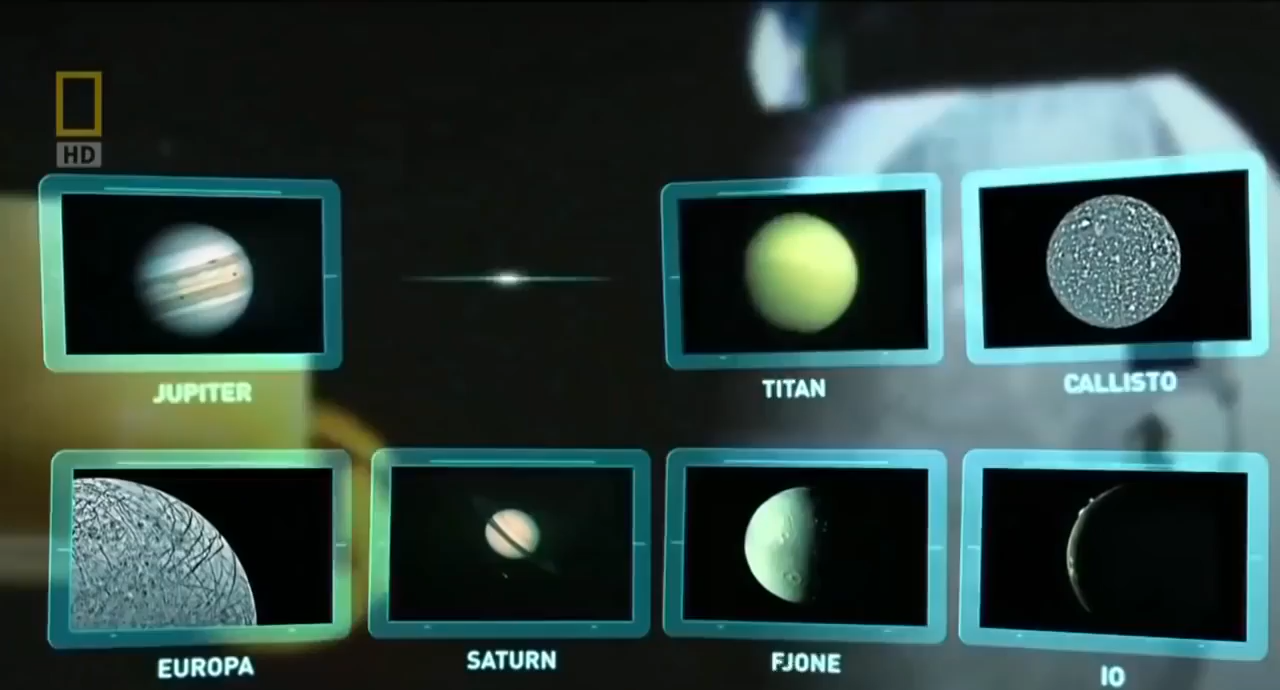 HD
JUPITER
TITAN
CALLISTO
EUROPA
SATURN
FJONE
IO